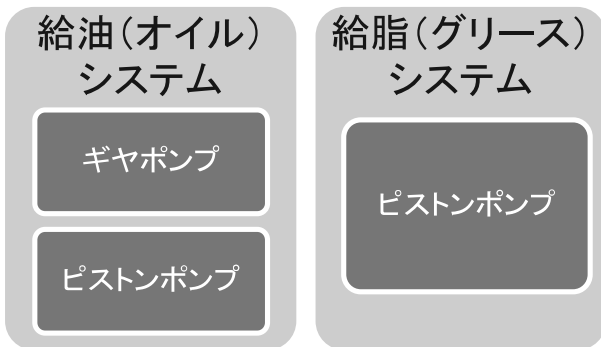 給油（オイル）
システム
ギヤポンプ
ピストンポンプ
給脂（グリース）
システム
ピストンポンプ